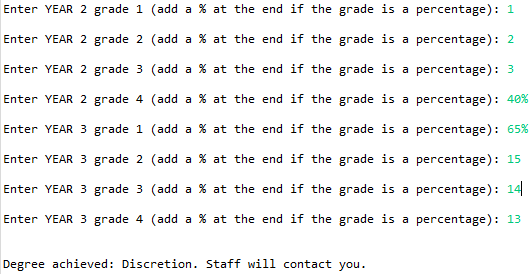 Enter YEAR 2 grade 1 (add a % at the end if the grade is a percentage): 1
Enter YEAR 2 grade 2 (add a % at the end if the grade is a percentage): 2
Enter YEAR 2 grade 3 (add a % at the end if the grade is a percentage): 3
Enter YEAR 2 grade 4 (add a % at the end if the grade is a percentage): 40%
Enter YEAR 3 grade 1 (add a % at the end if the grade is a percentage): 65%
Enter YEAR 3 grade 2 (add a % at the end if the grade is a percentage): 15
Enter YEAR 3 grade 3 (add a % at the end if the grade is a percentage): 14
Enter YEAR 3 grade 4 (add a % at the end if the grade is a percentage): 13
Degree achieved: Discretion. Staff will contact you.